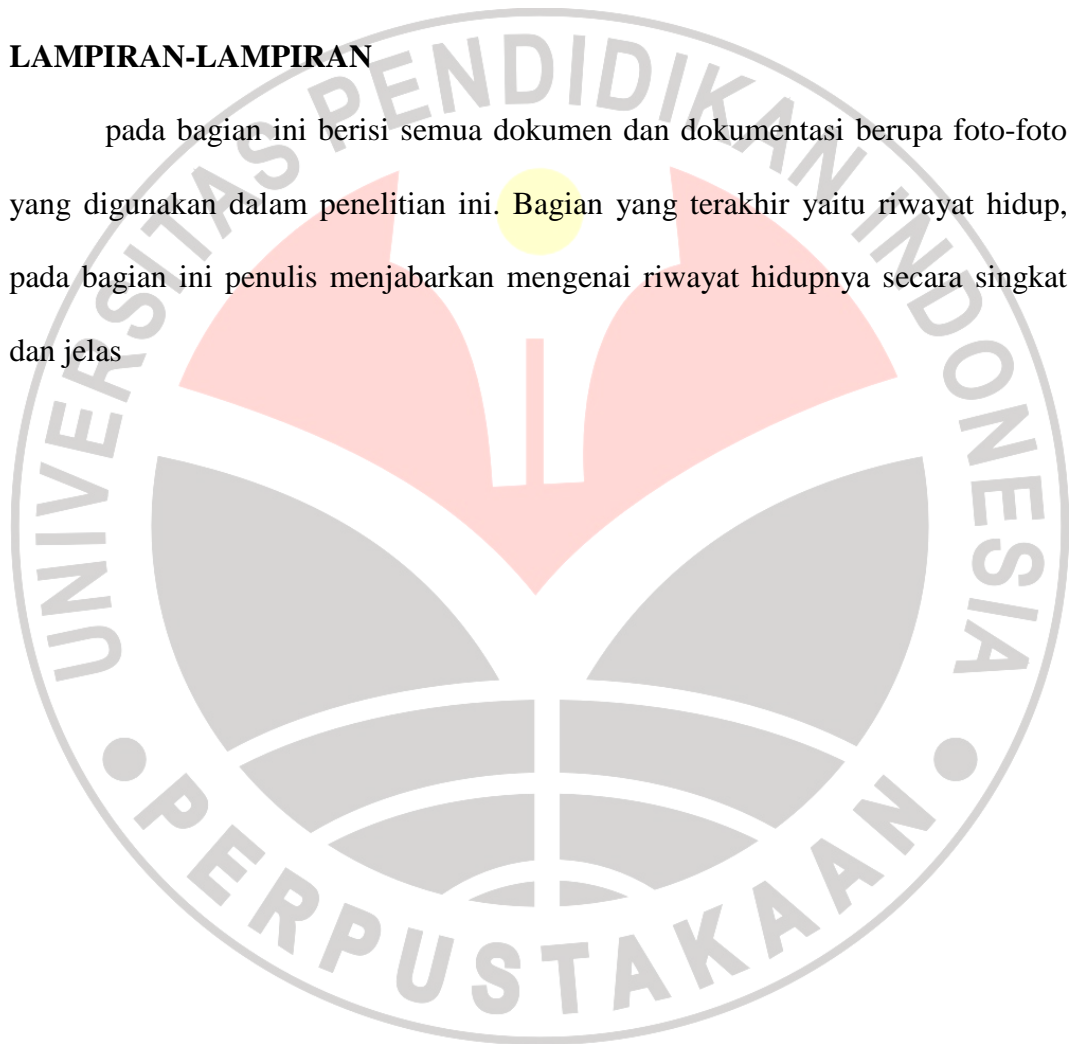 LAMPIRAN-LAMPIRAN
pada bagian ini berisi semua dokumen dan dokumentasi berupa foto-foto
yang digunakan dalam penelitian ini. Bagian yang terakhir yaitu riwayat hidup,
pada bagian ini penulis menjabarkan mengenai riwayat hidupnya secara singkat
dan jelas
UNIVERSITAS PENDIDIKAN INDONESIA
PERPUSTAKAAN